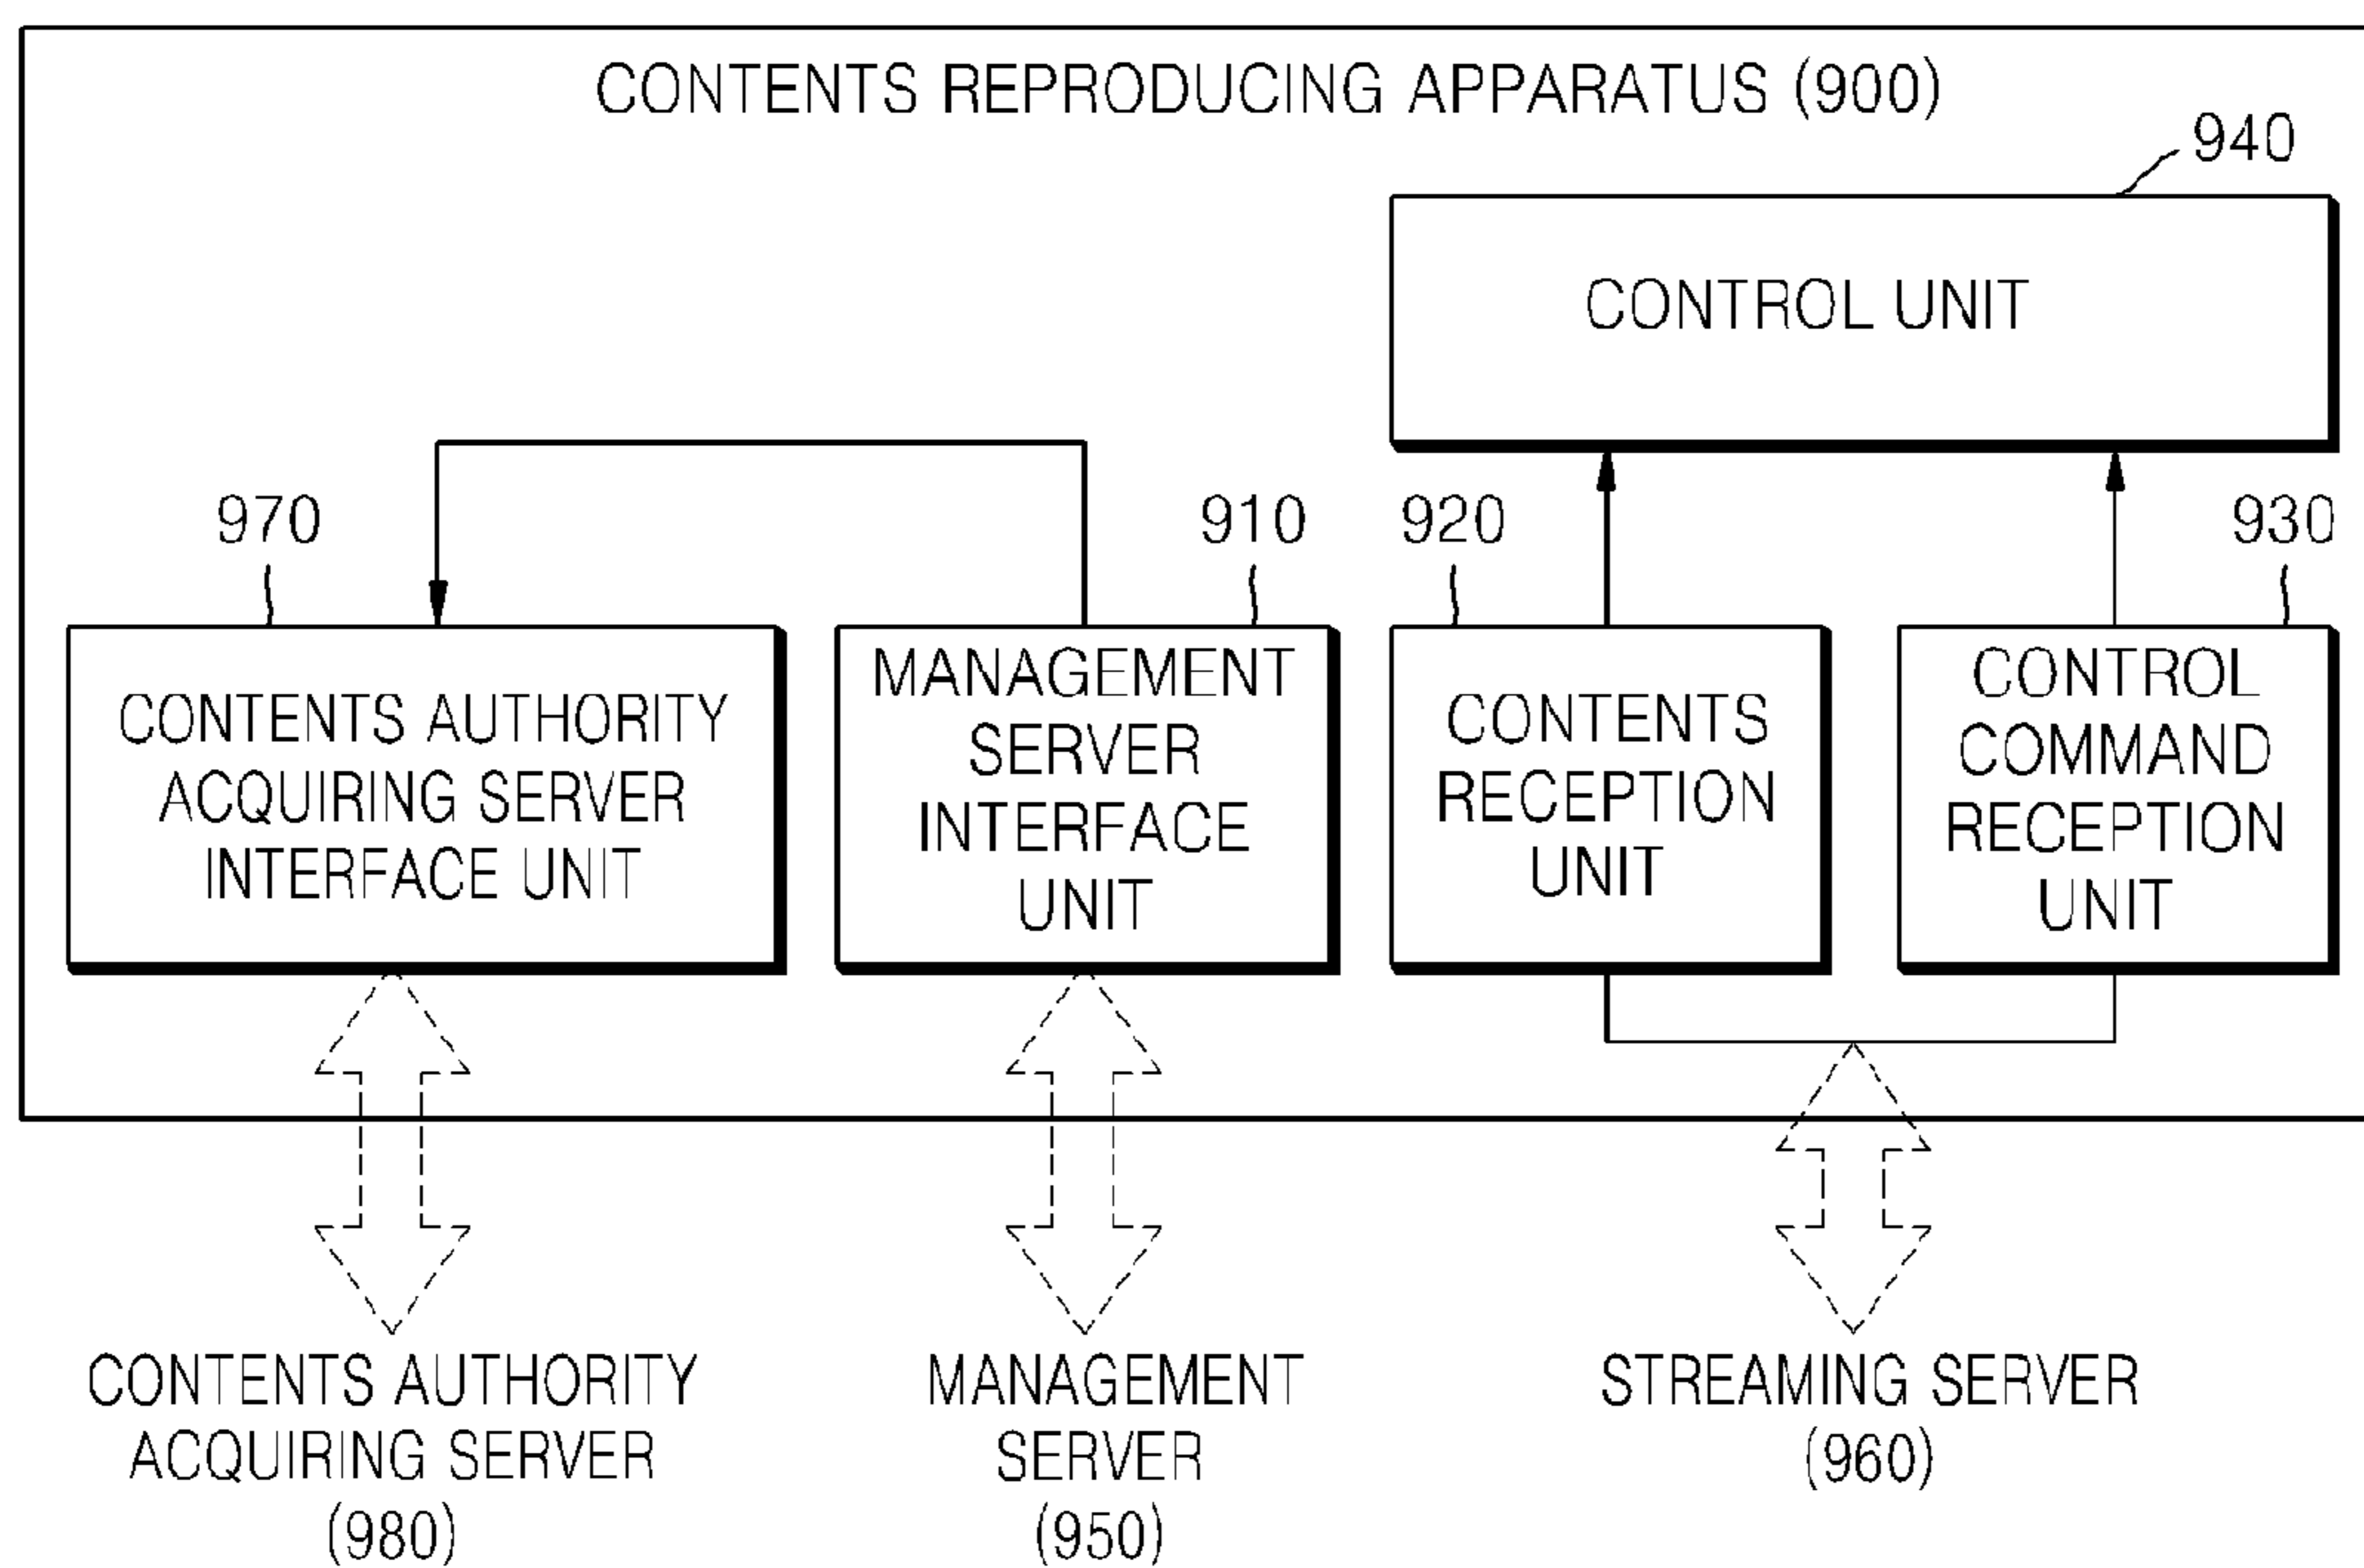 CONTENTS REPRODUCING APPARATUS (900)
940
CONTROL UNIT
970
910
920
930
CONTENTS AUTHORITY
ACQUIRING SERVER
INTERFACE UNIT
MANAGEMENT
SERVER
INTERFACE
UNIT
CONTENTS
RECEPTION
UNIT
CONTROL
COMMAND
RECEPTION
UNIT
CONTENTS AUTHORITY
ACQUIRING SERVER
(980)
MANAGEMENT
SERVER
(950)
STREAMING SERVER
(960)